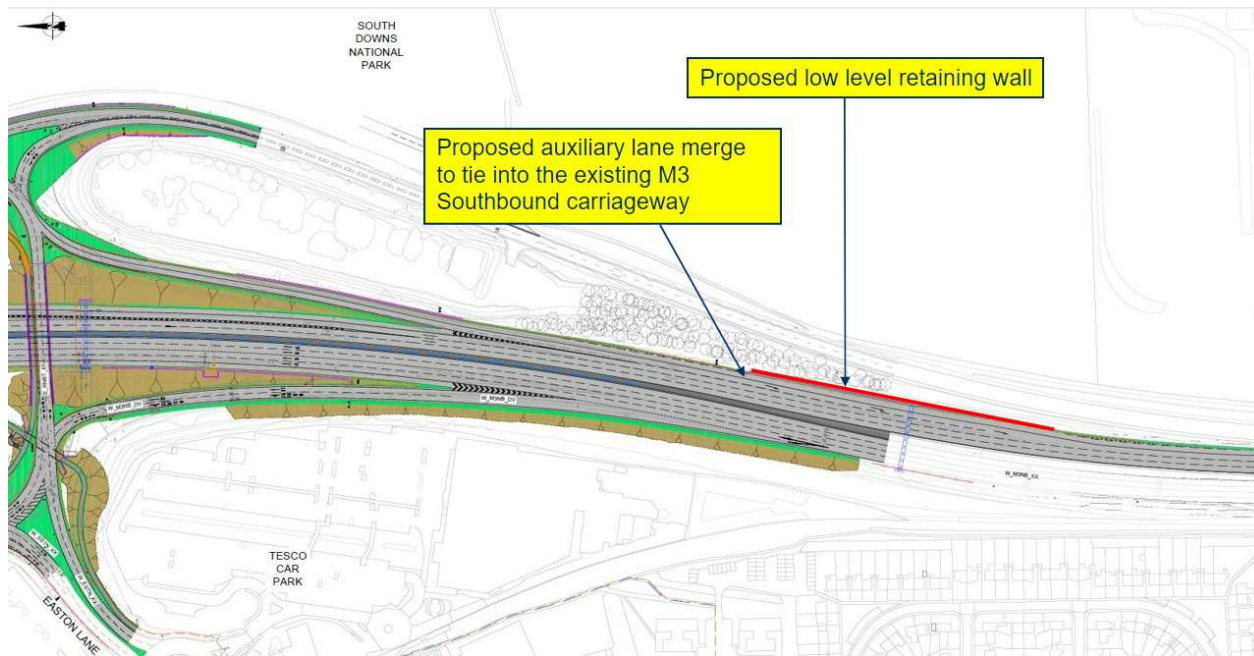 SOUTH
DOWNS
NATIONAL
PARK
Proposed low level retaining wall
Proposed auxiliary lane merge
to tie into the existing M3
Southbound carriageway
W_M3NB_DV
W_M3NB_DV
W_M3NB_XX
TESCO
CAR
PARK
EASTON LANE